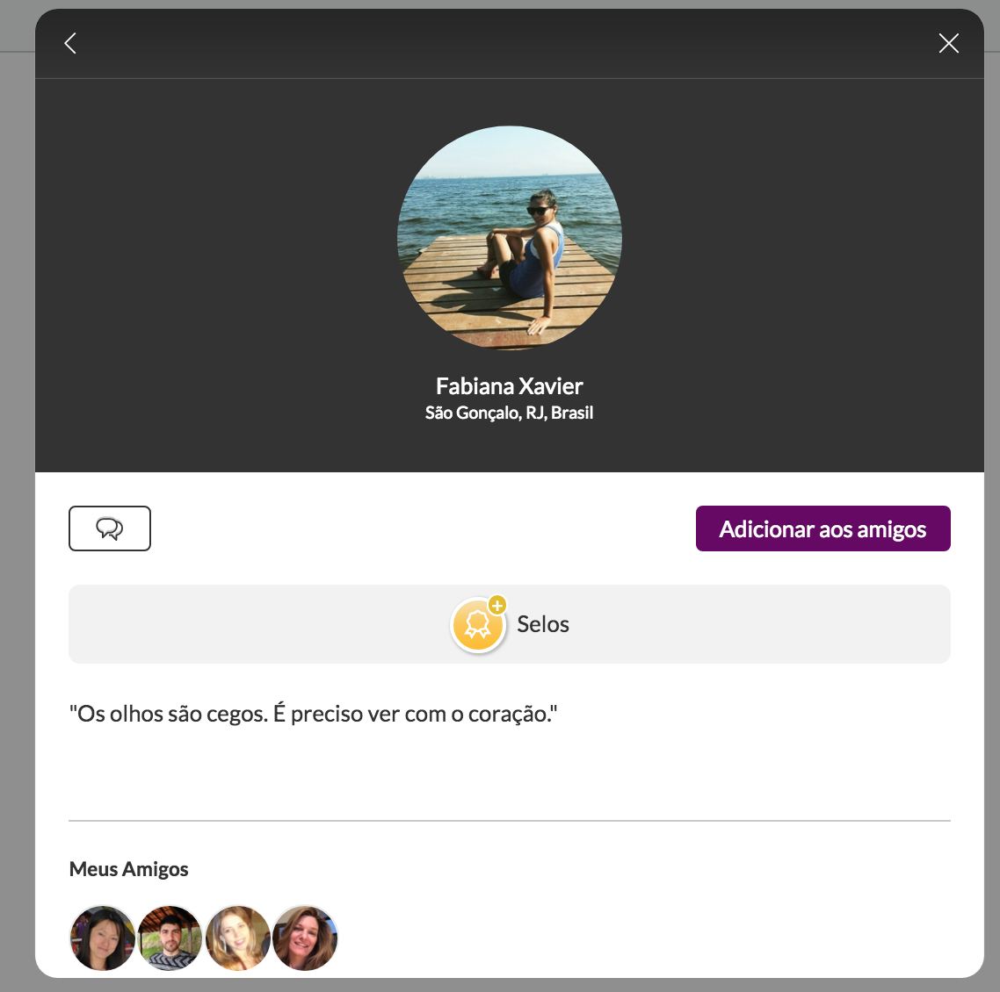 Fabiana Xavier
São Gonçalo, RJ, Brasil
Adicionar aos amigos
Selos
"Os olhos são cegos. É preciso ver com o coração."
Meus Amigos